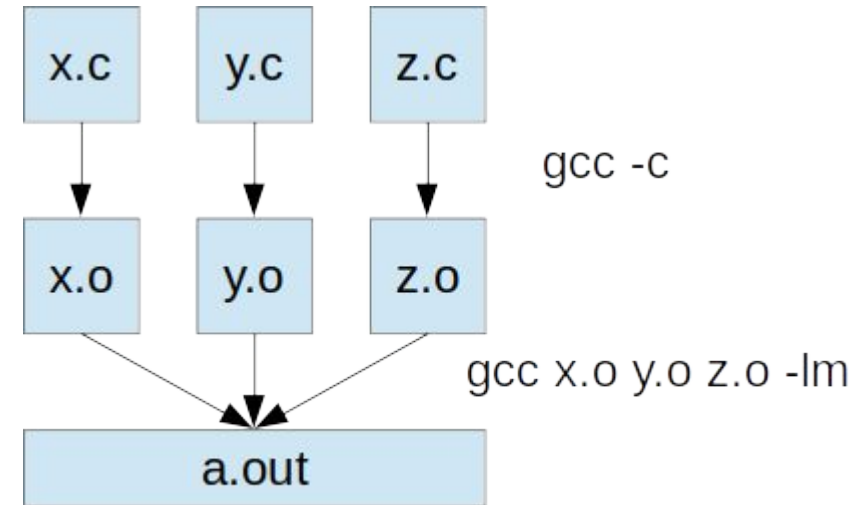 x.c y.c z.c
gcc -c
x.o y.o z.o
gcc x.o y.o z.o -lm
a.out